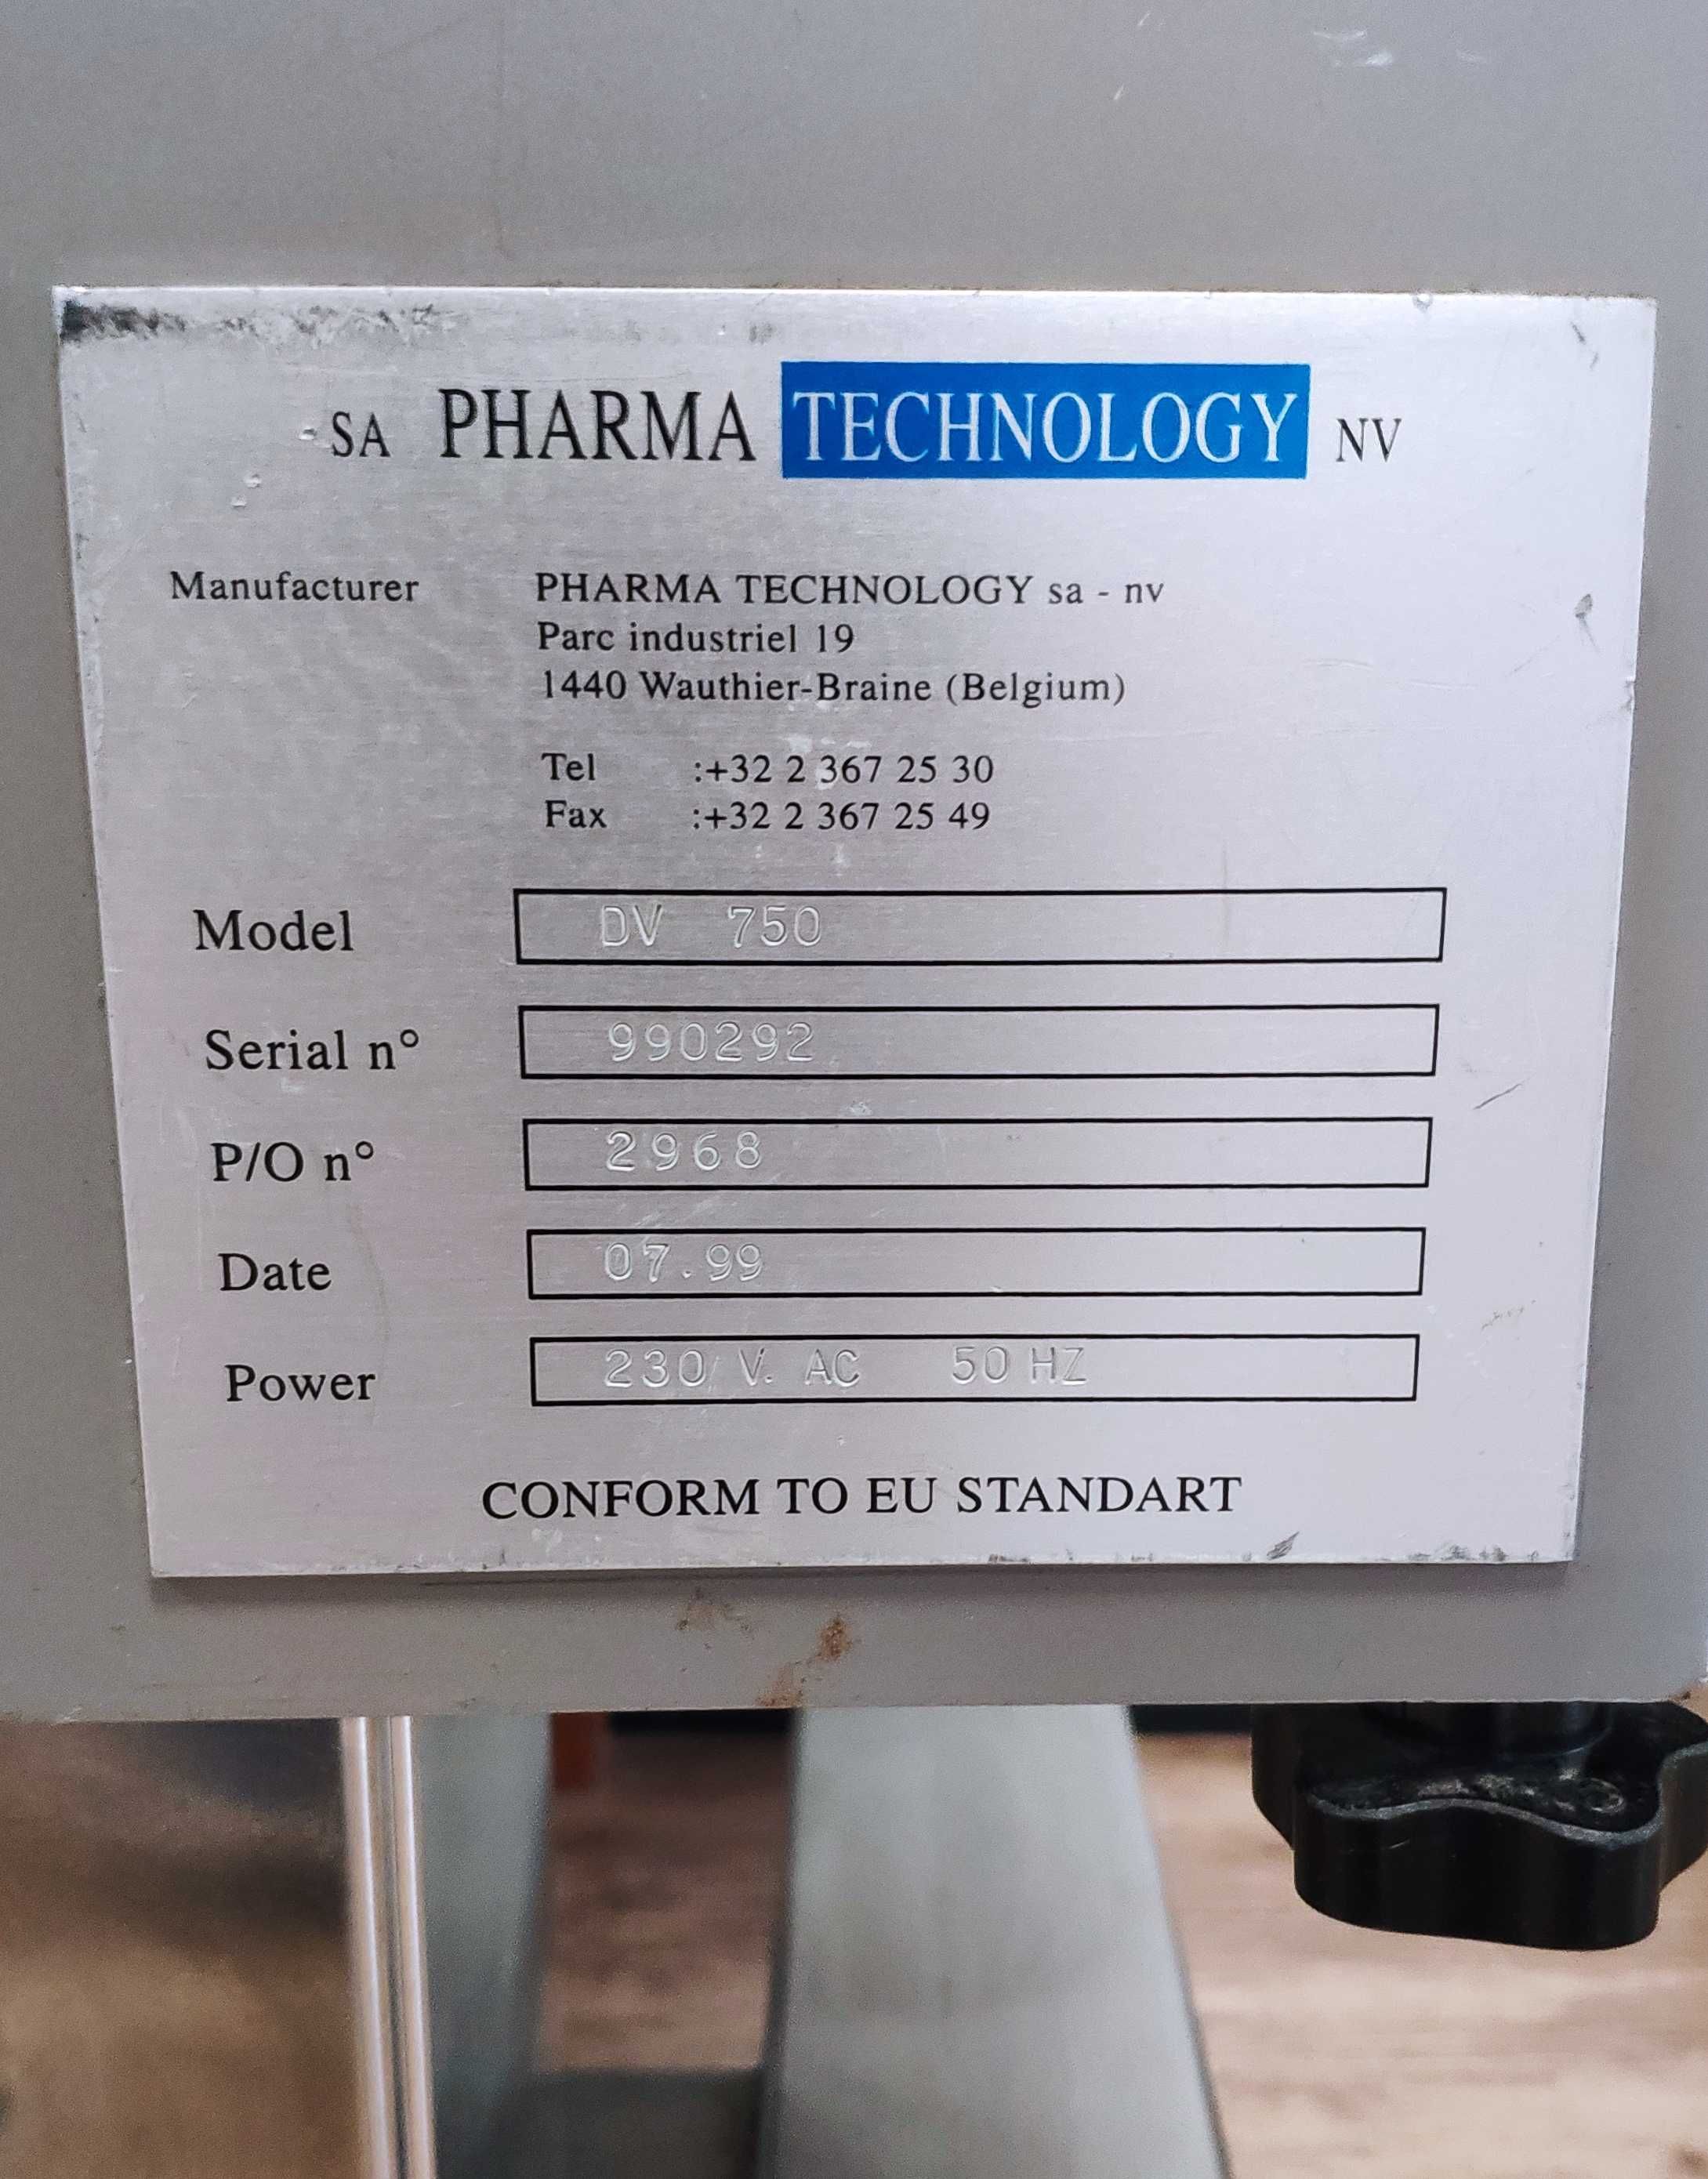 SA PHARMA TECHNOLOGY NV
Manufacturer PHARMA TECHNOLOGY sa - nv
Parc industriel 19
1440 Wauthier-Braine (Belgium)
Tel :+32 2 367 25 30
Fax :+32 2 367 25 49
Model DV 750
Serial n° 990292
P/O n° 2968
Date 07.99
Power 230 V. AC 50 HZ
CONFORM TO EU STANDART